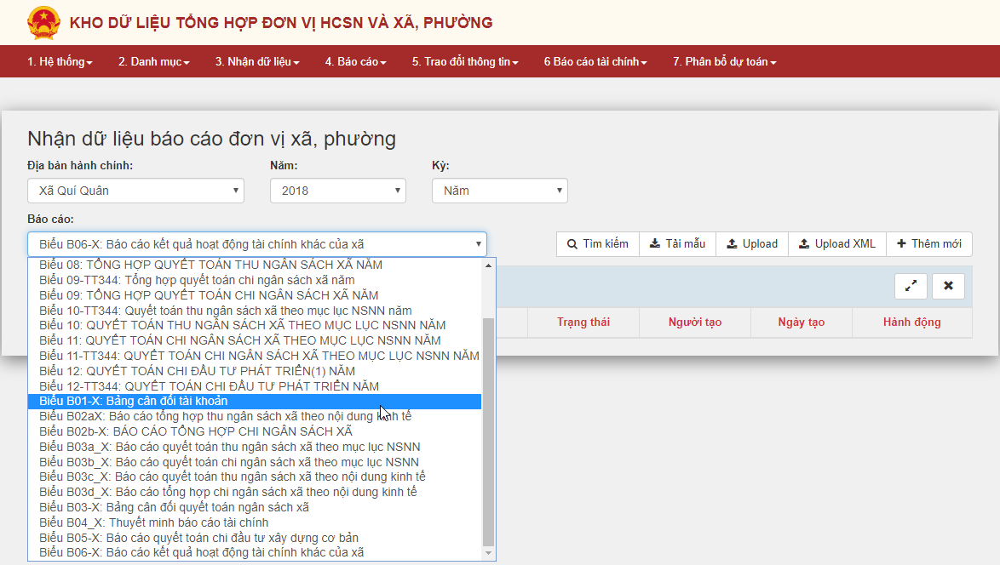 KHO DỮ LIỆU TỔNG HỢP ĐƠN VỊ HCSN VÀ XÃ, PHƯỜNG
1. Hệ thống 2. Danh mục 3. Nhận dữ liệu 4. Báo cáo 5. Trao đổi thông tin 6 Báo cáo tài chính 7. Phân bổ dự toán
Nhận dữ liệu báo cáo đơn vị xã, phường
Địa bàn hành chính: Năm: Kỳ:
Xã Quí Quân 2018 Năm
Báo cáo:
Biểu B06-X: Báo cáo kết quả hoạt động tài chính khác của xã Tìm kiếm Tải mẫu Upload Upload XML Thêm mới
Biểu 08: TỔNG HỢP QUYẾT TOÁN THU NGÂN SÁCH XÃ NĂM
Biểu 09-TT344: Tổng hợp quyết toán chi ngân sách xã năm
Biểu 09: TỔNG HỢP QUYẾT TOÁN CHI NGÂN SÁCH XÃ NĂM
Biểu 10-TT344: Quyết toán thu ngân sách xã theo mục lục NSNN năm
Trạng thái Người tạo Ngày tạo Hành động
Biểu 10: QUYẾT TOÁN THU NGÂN SÁCH XÃ THEO MỤC LỤC NSNN NĂM
Biểu 11: QUYẾT TOÁN CHI NGÂN SÁCH XÃ THEO MỤC LỤC NSNN NĂM
Biểu 11-TT344: QUYẾT TOÁN CHI NGÂN SÁCH XÃ THEO MỤC LỤC NSNN NĂM
Biểu 12: QUYẾT TOÁN CHI ĐẦU TƯ PHÁT TRIỂN(1) NĂM
Biểu 12-TT344: QUYẾT TOÁN CHI ĐẦU TƯ PHÁT TRIỂN NĂM
Biểu B01-X: Bảng cân đối tài khoản
Biểu B02aX: Báo cáo tổng hợp thu ngân sách xã theo nội dung kinh tế
Biểu B02b-X: BÁO CÁO TỔNG HỢP CHI NGÂN SÁCH XÃ
Biểu B03a_X: Báo cáo quyết toán thu ngân sách xã theo mục lục NSNN
Biểu B03b_X: Báo cáo quyết toán chi ngân sách xã theo mục lục NSNN
Biểu B03c_X: Báo cáo quyết toán thu ngân sách xã theo nội dung kinh tế
Biểu B03d_X: Báo cáo tổng hợp chi ngân sách xã theo nội dung kinh tế
Biểu B03-X: Bảng cân đối quyết toán ngân sách xã
Biểu B04_X: Thuyết minh báo cáo tài chính
Biểu B05-X: Báo cáo quyết toán chi đầu tư xây dựng cơ bản
Biểu B06-X: Báo cáo kết quả hoạt động tài chính khác của xã